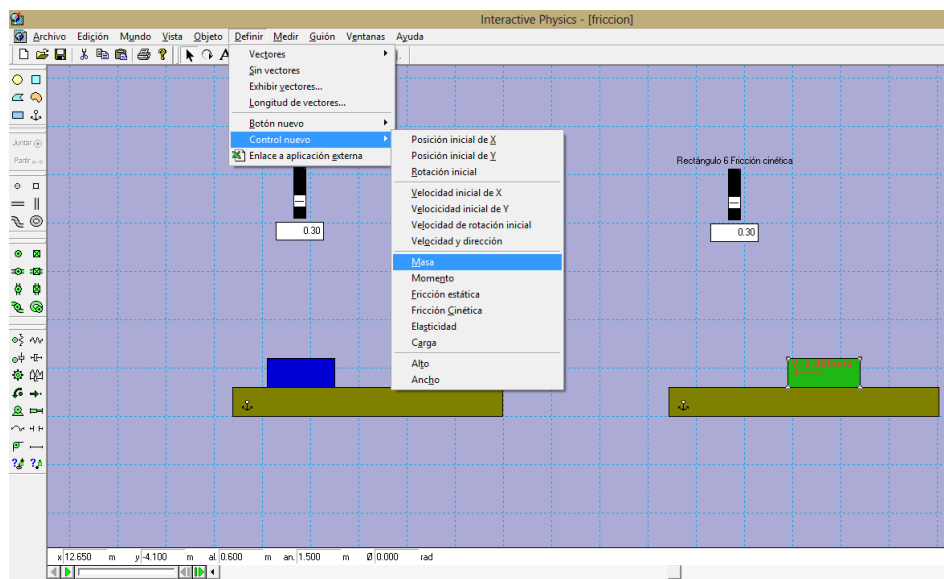 Interactive Physics - [friccion]
Archivo Edición Mundo Vista Objeto Definir Medir Guión Ventanas Ayuda
A
Vectores
Sin vectores
Exhibir vectores...
Longitud de vectores...
Botón nuevo
Control nuevo
Enlace a aplicación externa
Posición inicial de X
Posición inicial de Y
Rotación inicial
Velocidad inicial de X
Velocicidad inicial de Y
Velocidad de rotación inicial
Velocidad y dirección
Masa
Momento
Fricción estática
Fricción Cinética
Elasticidad
Carga
Alto
Ancho
Juntar
Partir
0.30
Rectángulo 6 Fricción cinética
0.30
x 12.650 m y -4.100 m al. 0.600 m an. 1.500 m Ø 0.000 rad